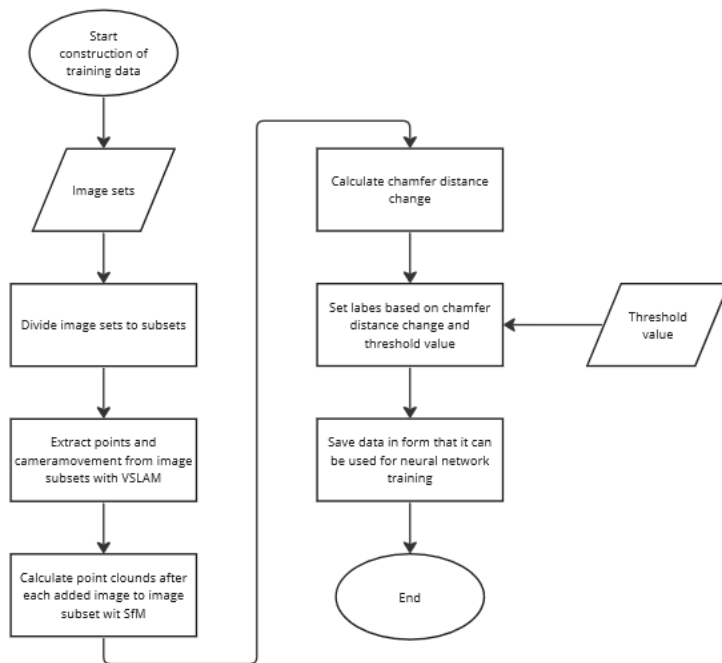 Start
construction of
training data
Image sets
Divide image sets to subsets
Extract points and
cameramovement from image
subsets with VSLAM
Calculate point clounds after
each added image to image
subset wit SfM
Calculate chamfer distance
change
Set labes based on chamfer
distance change and
threshold value
Threshold
value
Save data in form that it can
be used for neural network
training
End